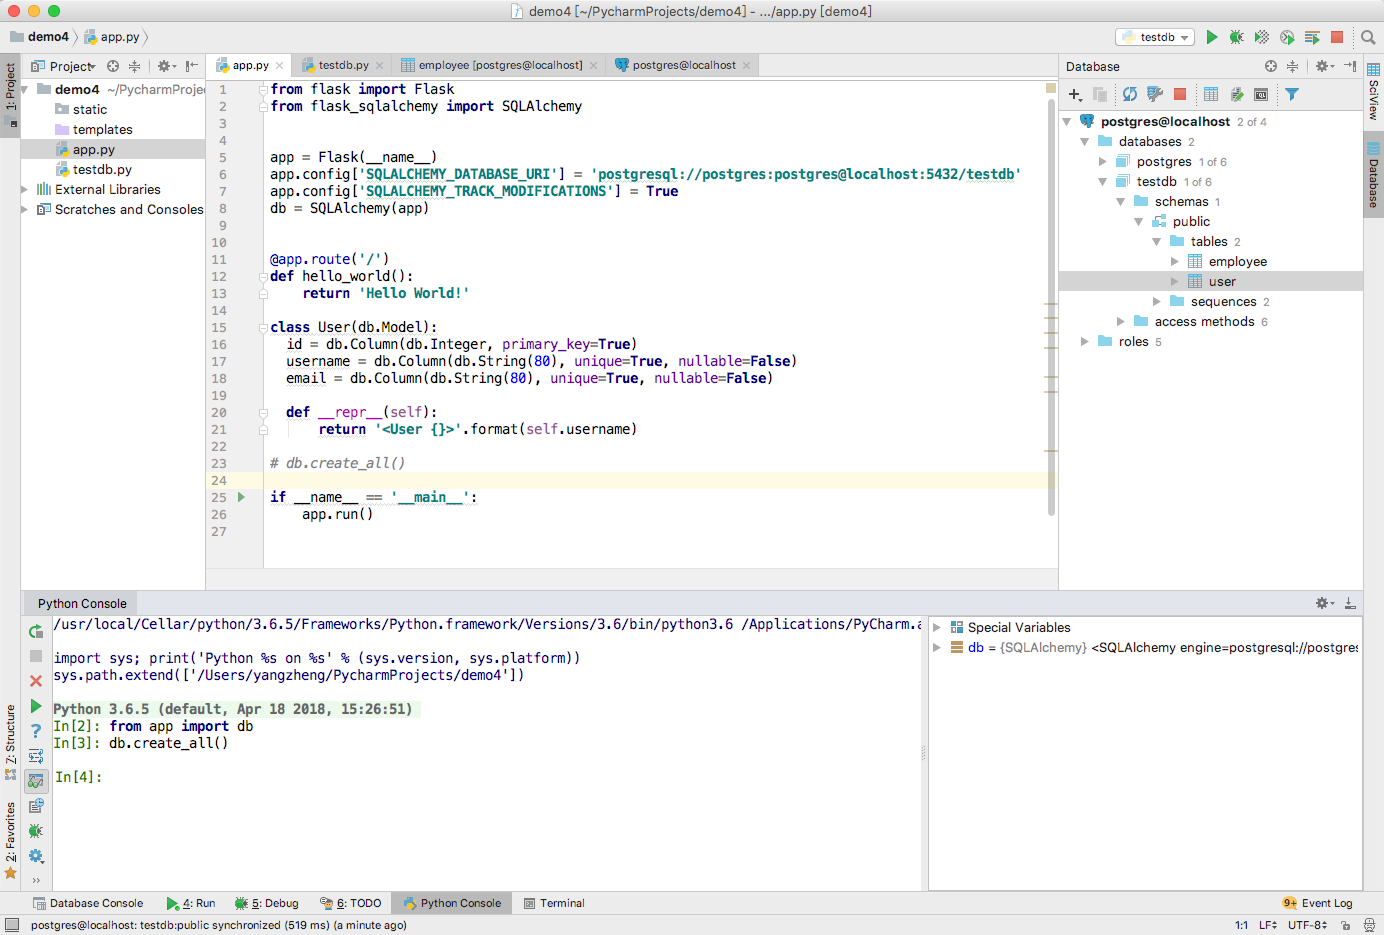 demo4 [~/PycharmProjects/demo4] - .../app.py [demo4]
demo4
app.py
testdb
1: Project
Project
demo4 ~/PycharmProje
static
templates
app.py
testdb.py
External Libraries
Scratches and Consoles
app.py
testdb.py
employee [postgres@localhost]
postgres@localhost
1 from flask import Flask
2 from flask_sqlalchemy import SQLAlchemy
3
4
5 app = Flask(__name__)
6 app.config['SQLALCHEMY_DATABASE_URI'] = 'postgresql://postgres:postgres@localhost:5432/testdb'
7 app.config['SQLALCHEMY_TRACK_MODIFICATIONS'] = True
8 db = SQLAlchemy(app)
9
10
11 @app.route('/')
12 def hello_world():
13 return 'Hello World!'
14
15 class User(db.Model):
16 id = db.Column(db.Integer, primary_key=True)
17 username = db.Column(db.String(80), unique=True, nullable=False)
18 email = db.Column(db.String(80), unique=True, nullable=False)
19
20 def __repr__(self):
21 return '<User {}>'.format(self.username)
22
23 # db.create_all()
24
25 if __name__ == '__main__':
26 app.run()
27
Database
postgres@localhost 2 of 4
databases 2
postgres 1 of 6
testdb 1 of 6
schemas 1
public
tables 2
employee
user
sequences 2
access methods 6
roles 5
SciView
Database
Python Console
/usr/local/Cellar/python/3.6.5/Frameworks/Python.framework/Versions/3.6/bin/python3.6 /Applications/PyCharm.a
import sys; print('Python %s on %s' % (sys.version, sys.platform))
sys.path.extend(['/Users/yangzheng/PycharmProjects/demo4'])
Python 3.6.5 (default, Apr 18 2018, 15:26:51)
In[2]: from app import db
In[3]: db.create_all()
In[4]:
Special Variables
db = {SQLAlchemy} <SQLAlchemy engine=postgresql://postgres
Z: Structure
2: Favorites
Database Console
4: Run
5: Debug
6: TODO
Python Console
Terminal
9+ Event Log
postgres@localhost: testdb:public synchronized (519 ms) (a minute ago)
1:1
LF
UTF-8